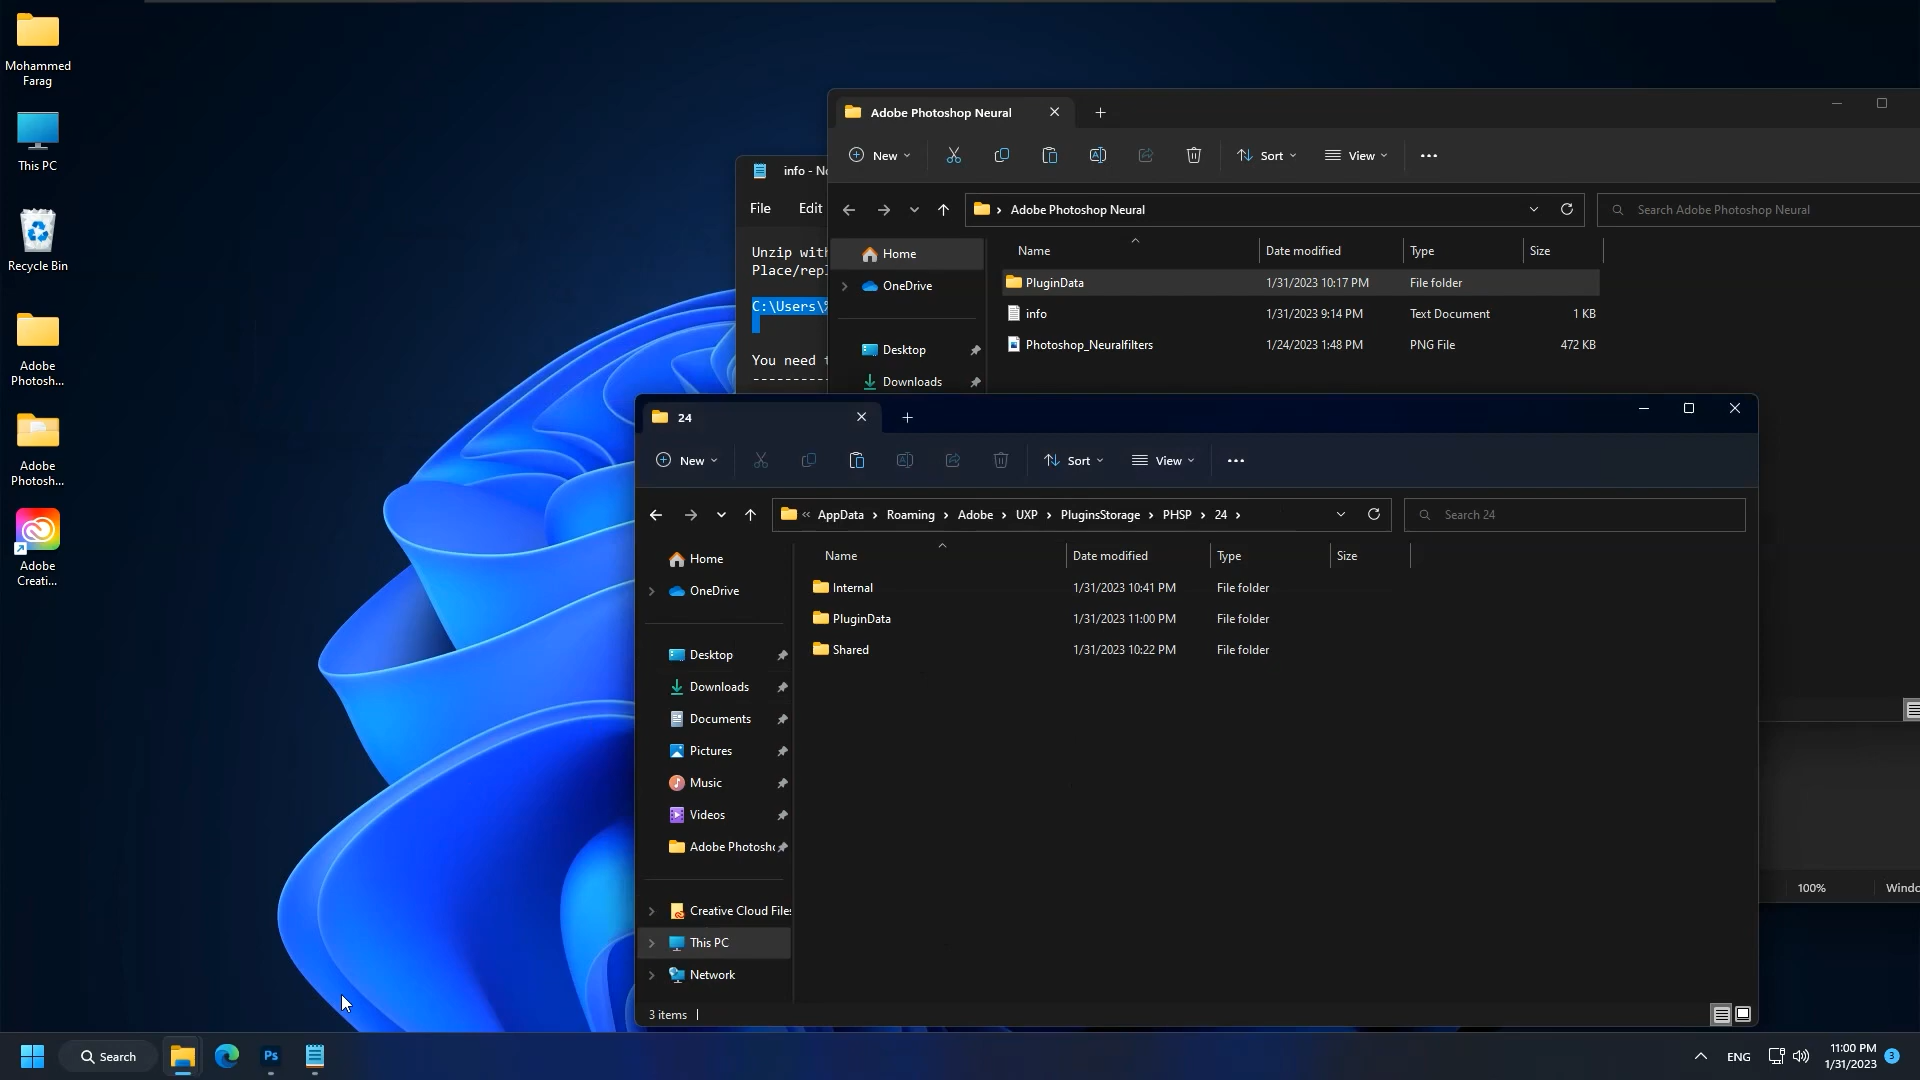 Mohammed
Farag
This PC
Recycle Bin
Adobe
Photosh...
Adobe
Photosh...
Adobe
Creati...
info - No
File Edit
Unzip with
Place/repl
C:\Users\%
You need t
----------
Adobe Photoshop Neural
New
Sort
View
Adobe Photoshop Neural
Search Adobe Photoshop Neural
Home
OneDrive
Desktop
Downloads
Name Date modified Type Size
PluginData 1/31/2023 10:17 PM File folder
info 1/31/2023 9:14 PM Text Document 1 KB
Photoshop_Neuralfilters 1/24/2023 1:48 PM PNG File 472 KB
24
New
Sort
View
« AppData › Roaming › Adobe › UXP › PluginsStorage › PHSP › 24 ›
Search 24
Home
OneDrive
Desktop
Downloads
Documents
Pictures
Music
Videos
Adobe Photosho
Creative Cloud Files
This PC
Network
Name Date modified Type Size
Internal 1/31/2023 10:41 PM File folder
PluginData 1/31/2023 11:00 PM File folder
Shared 1/31/2023 10:22 PM File folder
3 items
100% Windo
Search
Ps
ENG
11:00 PM
1/31/2023
3